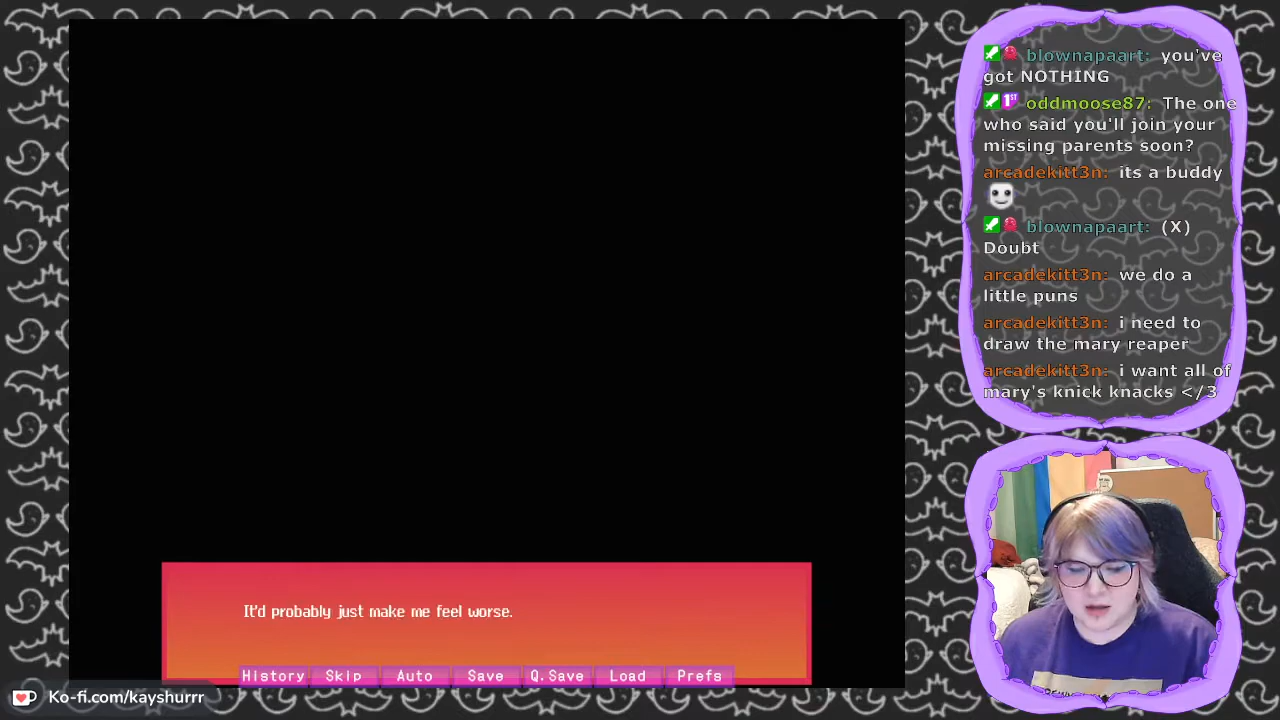 blownapaart: you've
got NOTHING
1ST oddmoose87: The one
who said you'll join your
missing parents soon?
arcadekitt3n: its a buddy
blownapaart: (X)
Doubt
arcadekitt3n: we do a
little puns
arcadekitt3n: i need to
draw the mary reaper
arcadekitt3n: i want all of
mary's knick knacks </3
It'd probably just make me feel worse.
History Skip Auto Save Q.Save Load Prefs
Ko-fi.com/kayshurrr